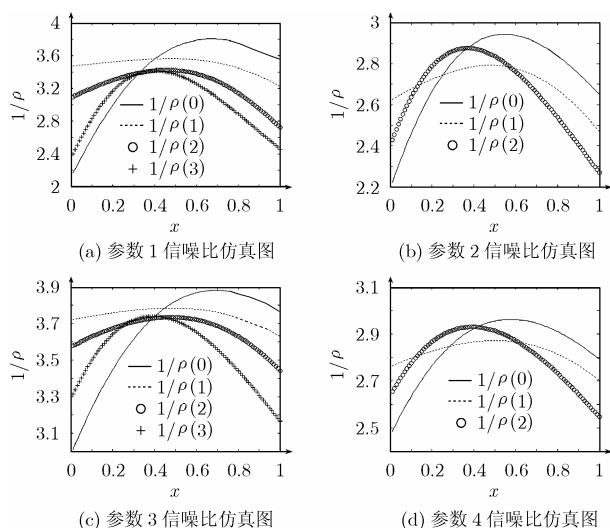 4
3.6
3.2
2.8
2.4
2
1/ρ
1/ρ(0)
1/ρ(1)
1/ρ(2)
1/ρ(3)
0 0.2 0.4 0.6 0.8 1
x
(a) 参数 1 信噪比仿真图
3
2.8
2.6
2.4
2.2
1/ρ
1/ρ(0)
1/ρ(1)
1/ρ(2)
0 0.2 0.4 0.6 0.8 1
x
(b) 参数 2 信噪比仿真图
3.9
3.7
3.5
3.3
3.1
1/ρ
1/ρ(0)
1/ρ(1)
1/ρ(2)
1/ρ(3)
0 0.2 0.4 0.6 0.8 1
x
(c) 参数 3 信噪比仿真图
3.1
2.9
2.7
2.5
1/ρ
1/ρ(0)
1/ρ(1)
1/ρ(2)
0 0.2 0.4 0.6 0.8 1
x
(d) 参数 4 信噪比仿真图